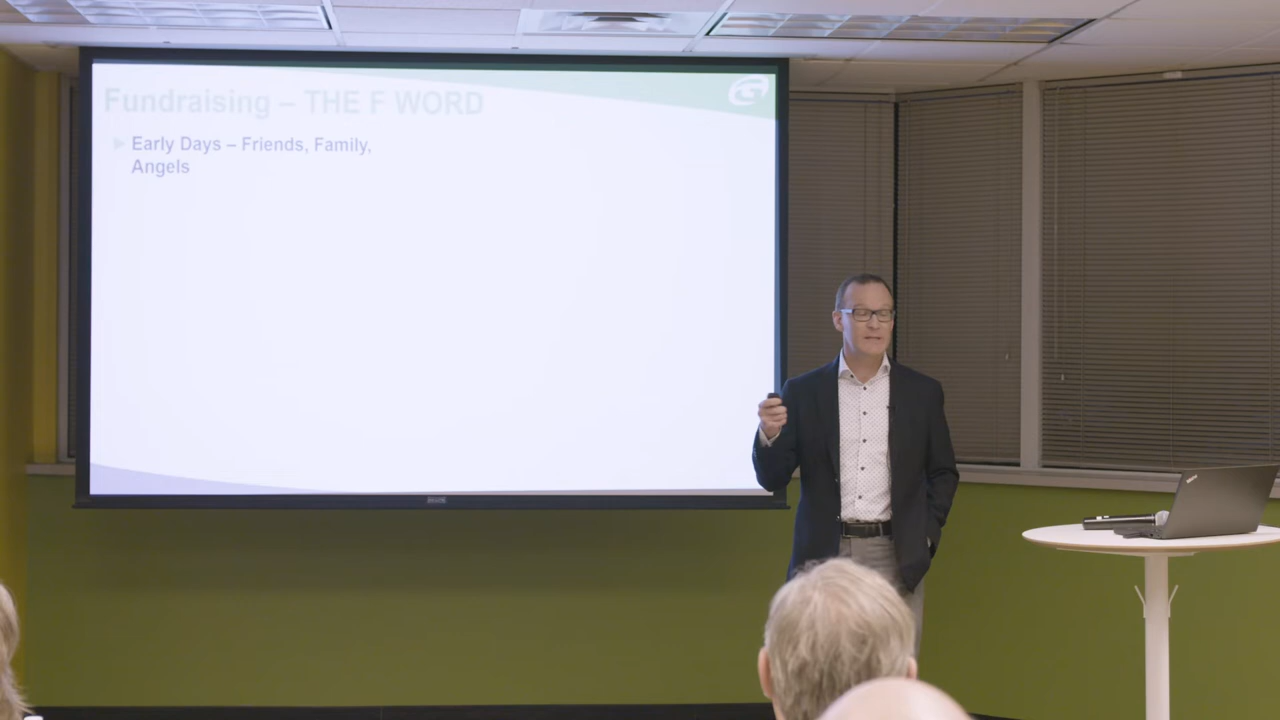 Fundraising – THE F WORD
Early Days – Friends, Family,
Angels